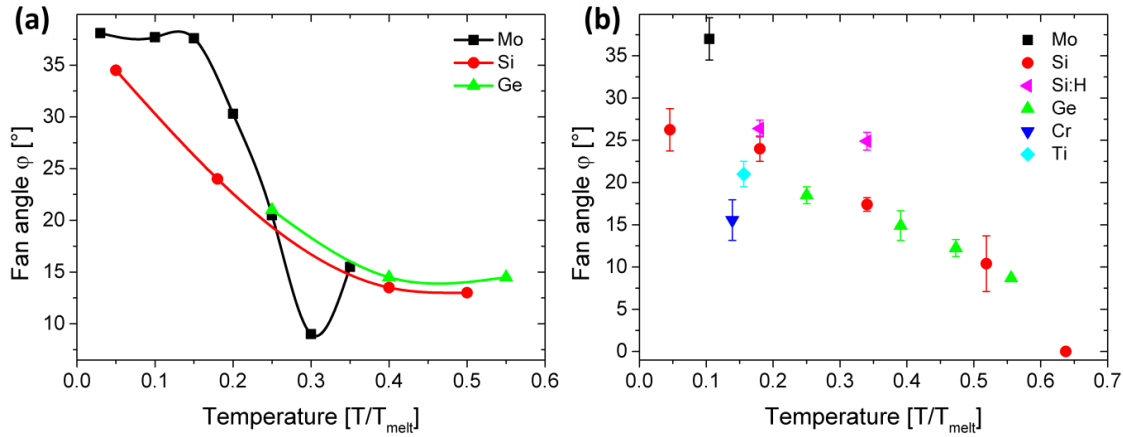 (a)
Mo
Si
Ge
Fan angle φ [°]
35
30
25
20
15
10
0.0 0.1 0.2 0.3 0.4 0.5 0.6
Temperature [T/Tmelt]
(b)
Mo
Si
Si:H
Ge
Cr
Ti
Fan angle φ [°]
35
30
25
20
15
10
5
0
0.0 0.1 0.2 0.3 0.4 0.5 0.6 0.7
Temperature [T/Tmelt]